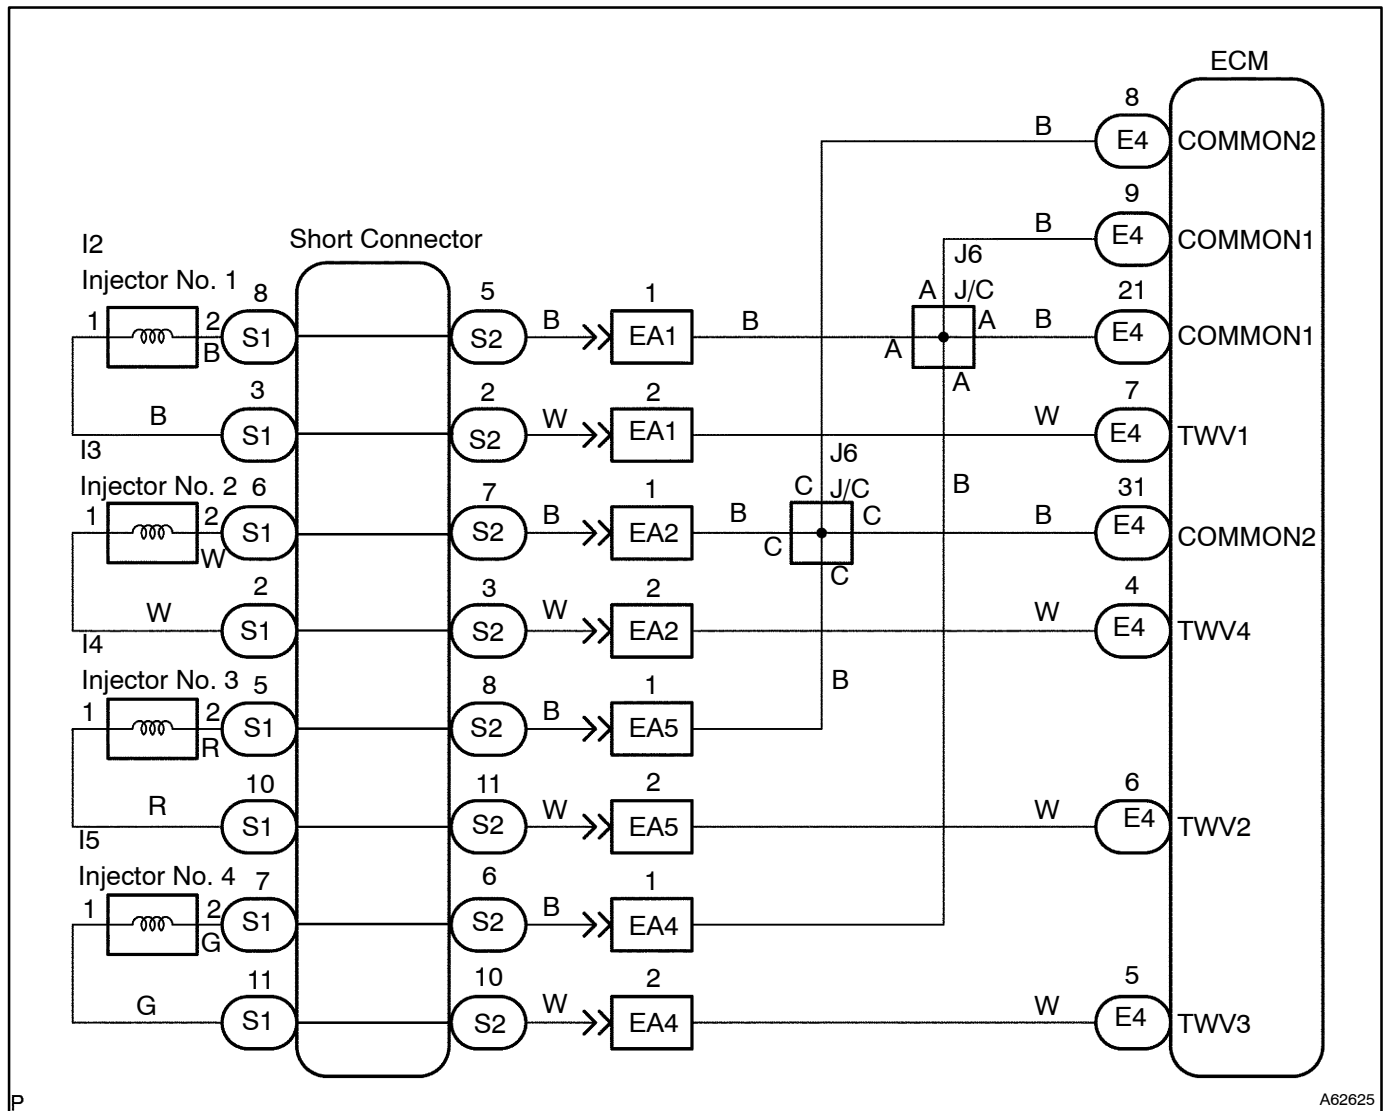 ECM
8
B
E4
COMMON2
9
B
E4
COMMON1
I2
Short Connector
J6
Injector No. 1
8
5
1
A
J/C
21
1
2
B
S1
S2
B
EA1
B
A
A
A
B
E4
COMMON1
3
2
2
7
B
S1
S2
W
EA1
W
E4
TWV1
I3
J6
Injector No. 2
6
7
1
C
J/C
B
31
1
2
W
S1
S2
B
EA2
B
C
C
C
B
E4
COMMON2
2
3
2
4
W
S1
S2
W
EA2
W
E4
TWV4
I4
Injector No. 3
5
8
1
B
1
2
R
S1
S2
B
EA5
10
11
2
6
R
S1
S2
W
EA5
W
E4
TWV2
I5
Injector No. 4
7
6
1
1
2
G
S1
S2
B
EA4
11
10
2
5
G
S1
S2
W
EA4
W
E4
TWV3
P
A62625